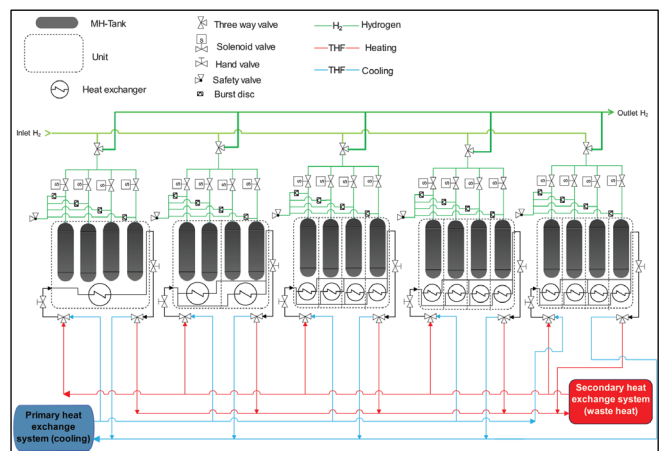 MH-Tank
Unit
Heat exchanger
Three way valve
S
Solenoid valve
Hand valve
Safety valve
Burst disc
H₂ Hydrogen
THF Heating
THF Cooling
Outlet H₂
Inlet H₂
S S S S S S S S S S S S S S S S S S S S
Secondary heat
exchange system
(waste heat)
Primary heat
exchange
system (cooling)